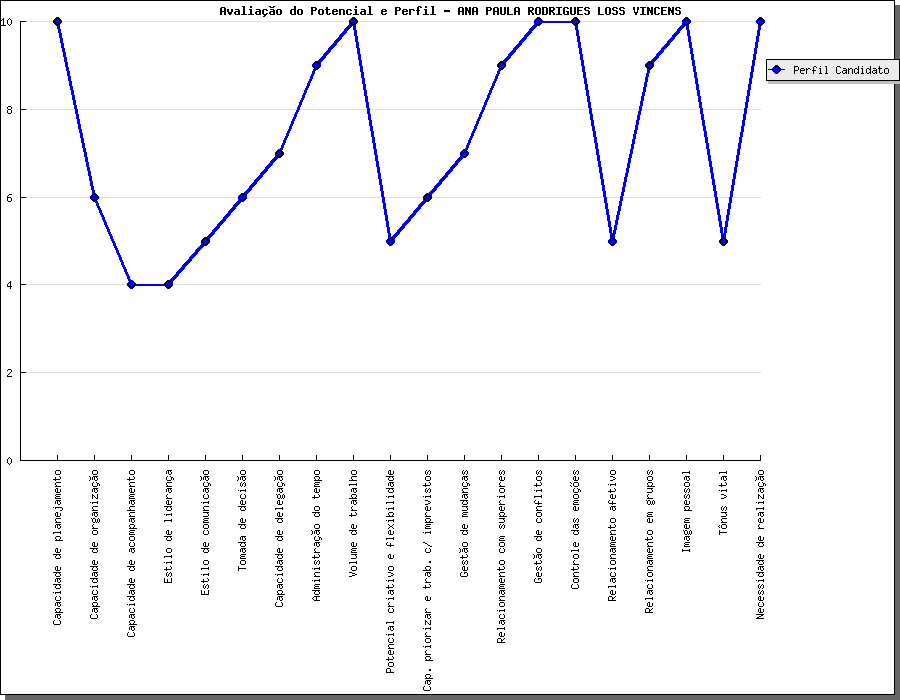 Avaliação do Potencial e Perfil - ANA PAULA RODRIGUES LOSS VINCENS
Perfil Candidato
10
8
6
4
2
0
Capacidade de planejamento
Capacidade de organização
Capacidade de acompanhamento
Estilo de liderança
Estilo de comunicação
Tomada de decisão
Capacidade de delegação
Administração do tempo
Volume de trabalho
Potencial criativo e flexibilidade
Cap. priorizar e trab. c/ imprevistos
Gestão de mudanças
Relacionamento com superiores
Gestão de conflitos
Controle das emoções
Relacionamento afetivo
Relacionamento em grupos
Imagem pessoal
Tônus vital
Necessidade de realização